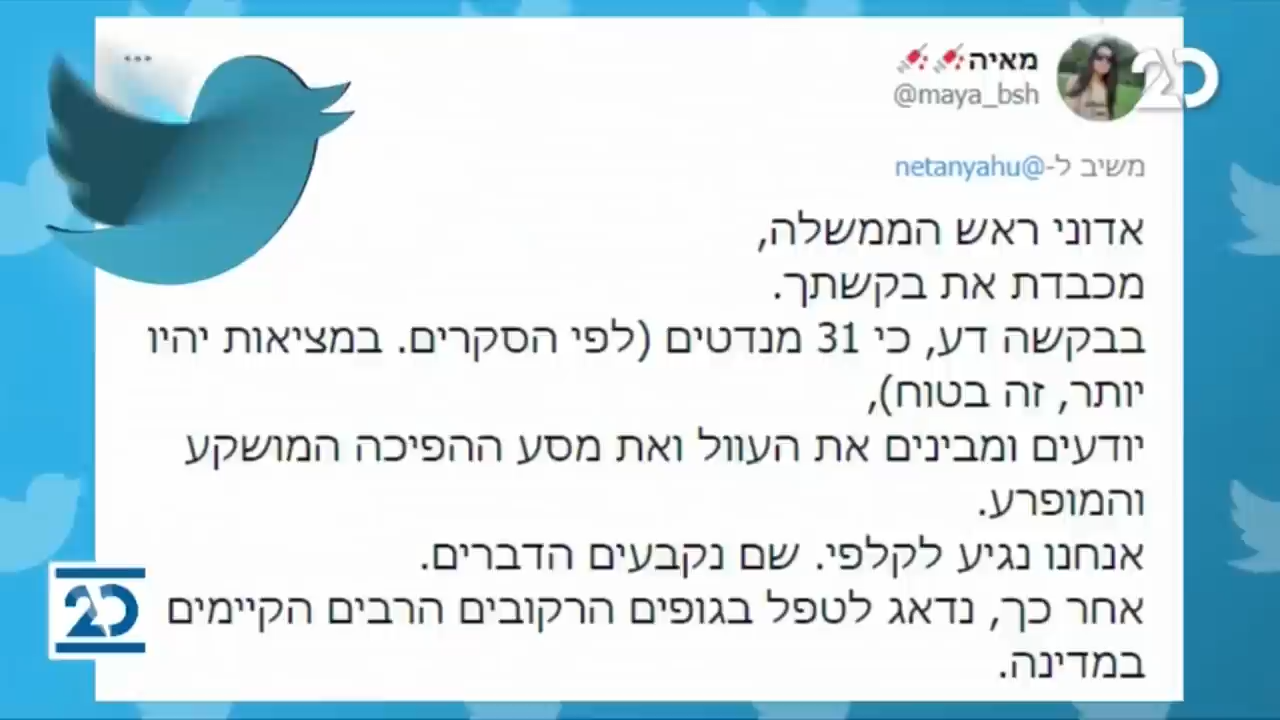 מאיה
@maya_bsh
20
משיב ל-@netanyahu
אדוני ראש הממשלה,
מכבדת את בקשתך.
בבקשה דע, כי 31 מנדטים (לפי הסקרים. במציאות יהיו
יותר, זה בטוח),
יודעים ומבינים את העוול ואת מסע ההפיכה המושקע
והמופרע.
אנחנו נגיע לקלפי. שם נקבעים הדברים.
אחר כך, נדאג לטפל בגופים הרקובים הרבים הקיימים
במדינה.
20